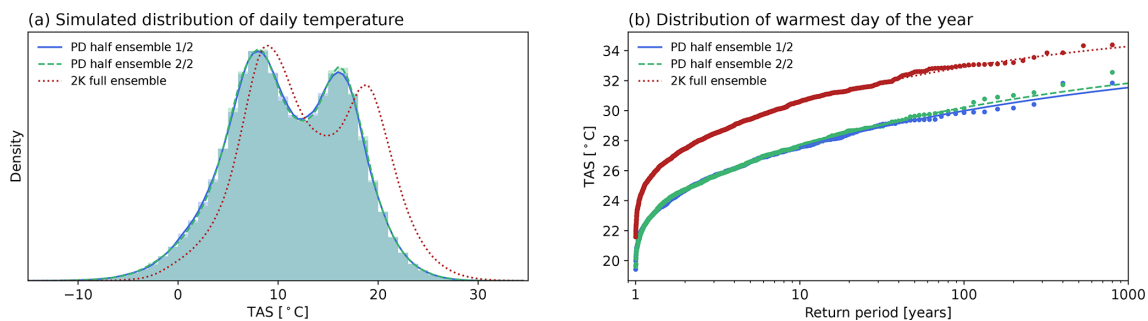 (a) Simulated distribution of daily temperature
PD half ensemble 1/2
PD half ensemble 2/2
2K full ensemble
Density
−10 0 10 20 30
TAS [°C]
(b) Distribution of warmest day of the year
PD half ensemble 1/2
PD half ensemble 2/2
2K full ensemble
TAS [°C]
34
32
30
28
26
24
22
20
1 10 100 1000
Return period [years]